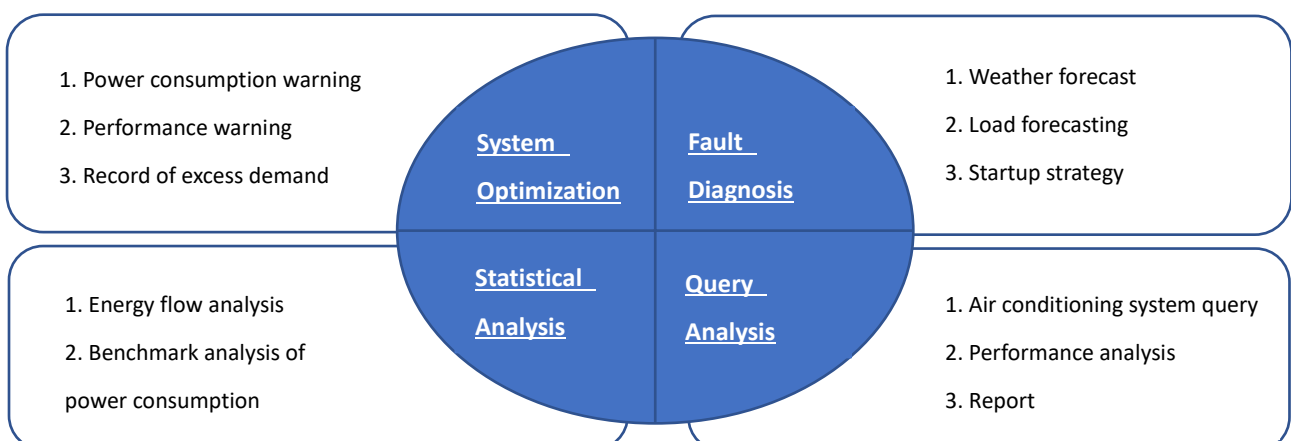 1. Power consumption warning
2. Performance warning
3. Record of excess demand
System
Optimization
Fault
Diagnosis
1. Weather forecast
2. Load forecasting
3. Startup strategy
1. Energy flow analysis
2. Benchmark analysis of
power consumption
Statistical
Analysis
Query
Analysis
1. Air conditioning system query
2. Performance analysis
3. Report